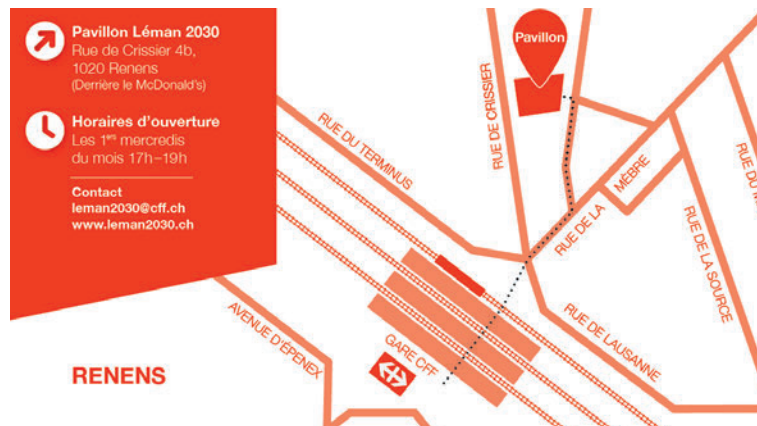 Pavillon Léman 2030
Rue de Crissier 4b,
1020 Renens
(Derrière le McDonald's)
Horaires d'ouverture
Les 1ers mercredis
du mois 17h–19h
Contact
leman2030@cff.ch
www.leman2030.ch
Pavillon
RUE DU TERMINUS
RUE DE CRISSIER
RUE DE LA
MÈBRE
RUE DU
RUE DE LA SOURCE
RUE DE LAUSANNE
AVENUE D'ÉPENEX
GARE CFF
RENENS